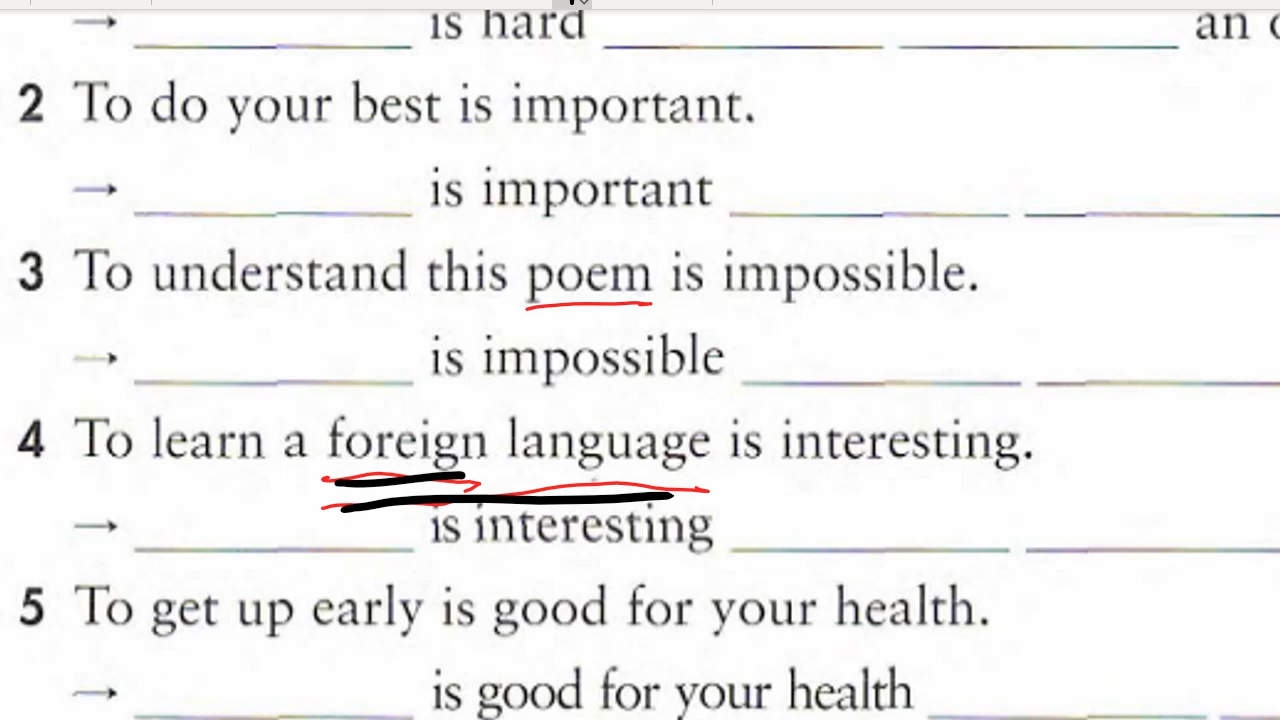 → is hard an
2 To do your best is important.
→ is important
3 To understand this poem is impossible.
→ is impossible
4 To learn a foreign language is interesting.
→ is interesting
5 To get up early is good for your health.
→ is good for your health